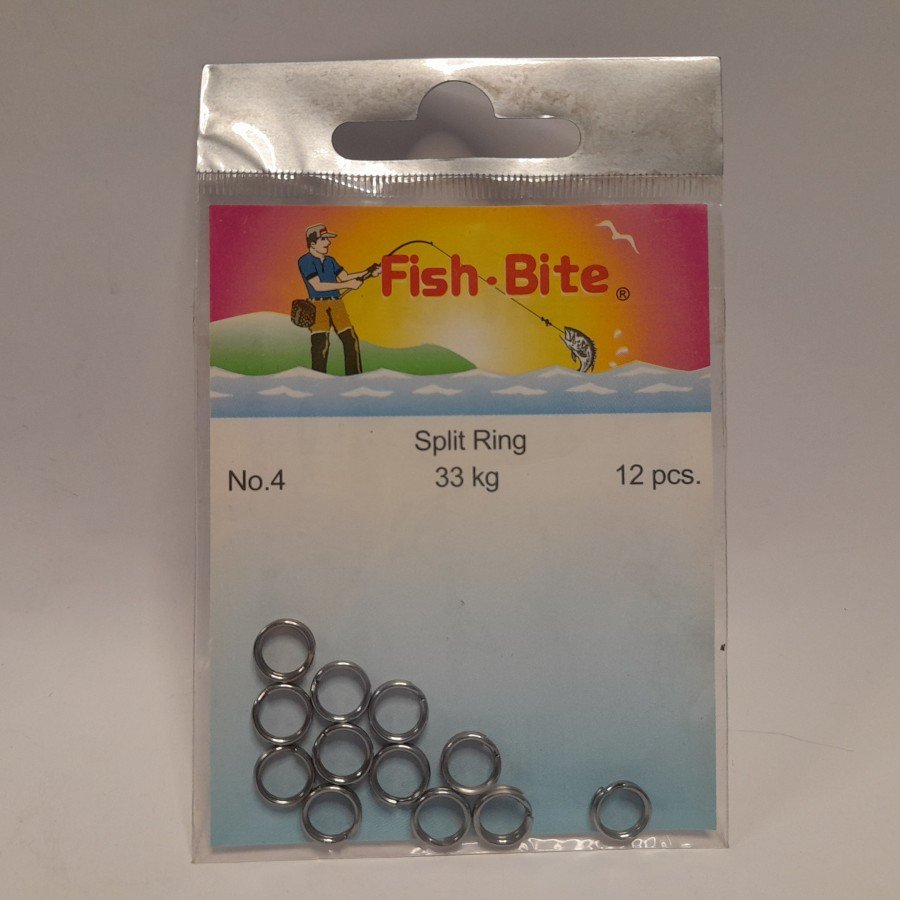 Fish·Bite ®
Split Ring
No.4 33 kg 12 pcs.